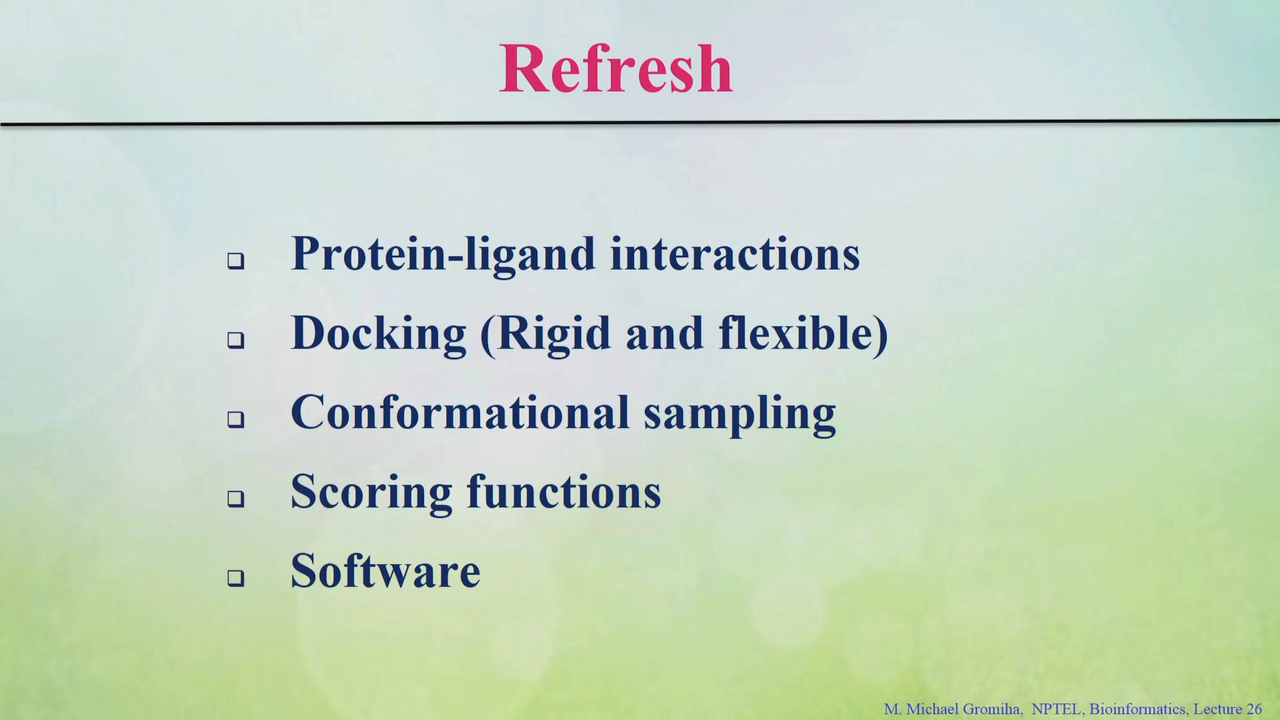 Refresh
Protein-ligand interactions
Docking (Rigid and flexible)
Conformational sampling
Scoring functions
Software
M. Michael Gromiha, NPTEL, Bioinformatics, Lecture 26